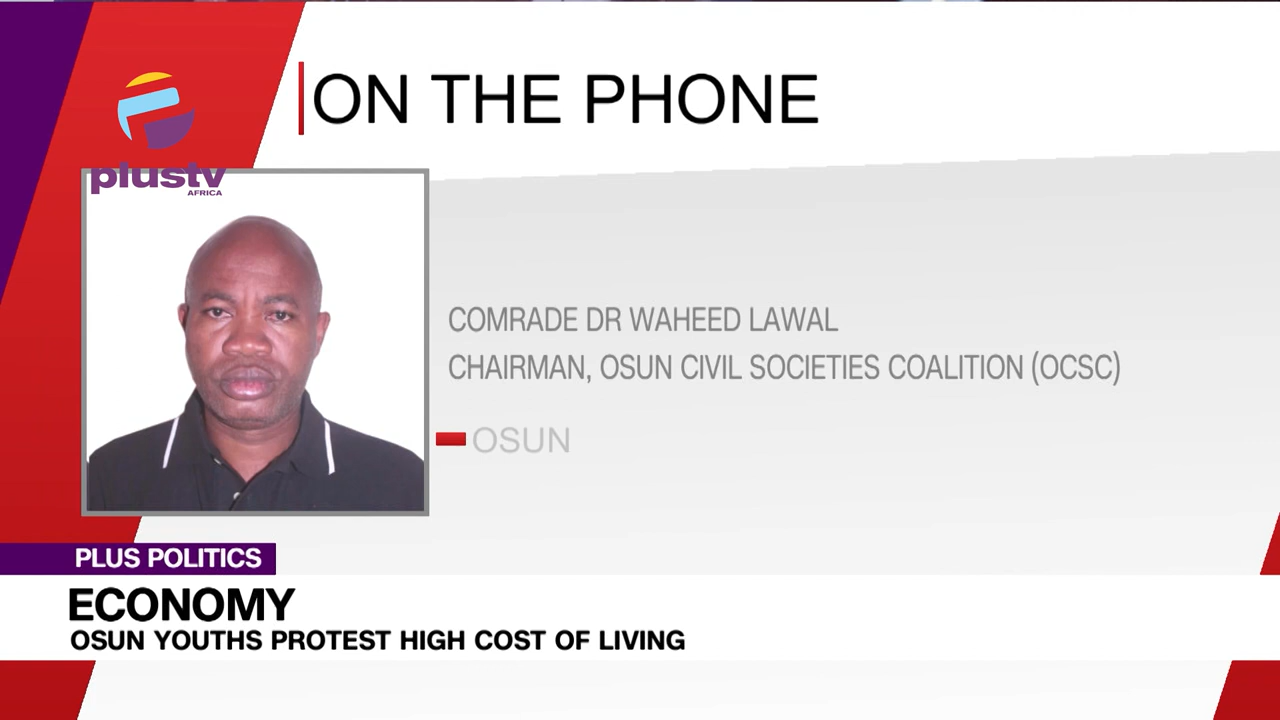 ON THE PHONE
plustv
AFRICA
COMRADE DR WAHEED LAWAL
CHAIRMAN, OSUN CIVIL SOCIETIES COALITION (OCSC)
OSUN
PLUS POLITICS
ECONOMY
OSUN YOUTHS PROTEST HIGH COST OF LIVING